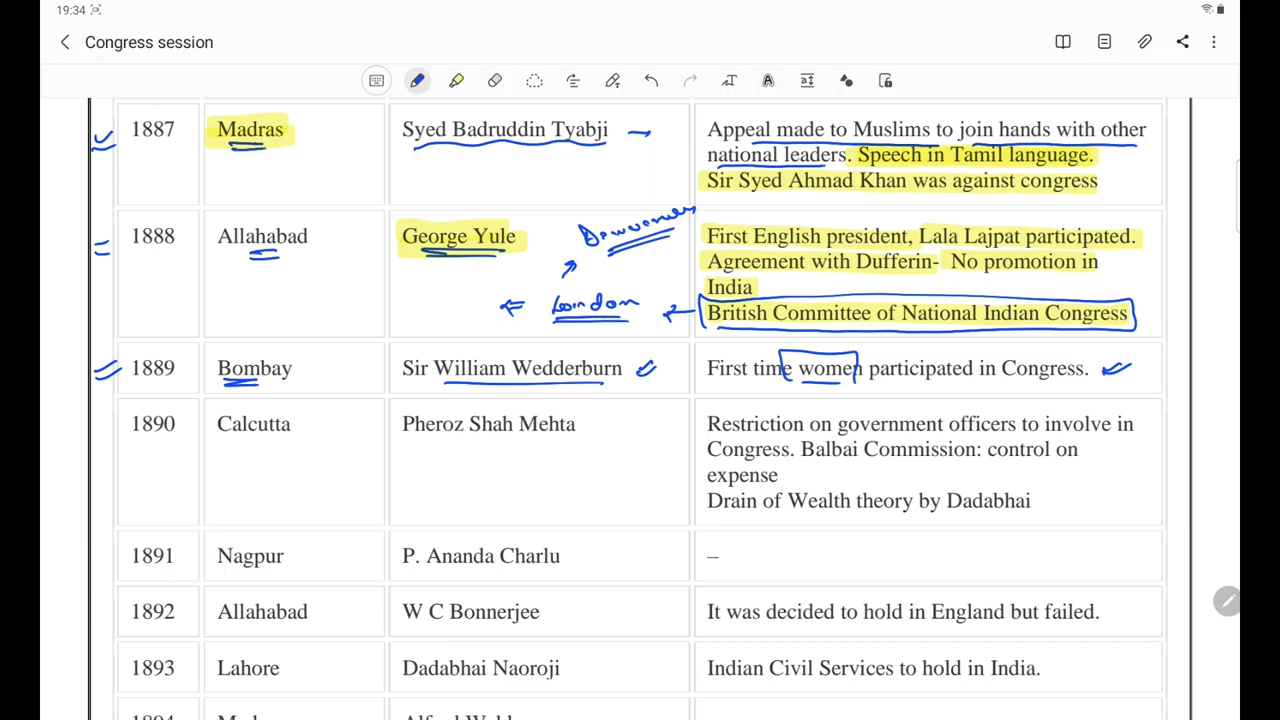 19:34
Congress session
1887 Madras Syed Badruddin Tyabji Appeal made to Muslims to join hands with other
national leaders. Speech in Tamil language.
Sir Syed Ahmad Khan was against congress
1888 Allahabad George Yule First English president, Lala Lajpat participated.
Agreement with Dufferin- No promotion in
India
London British Committee of National Indian Congress
1889 Bombay Sir William Wedderburn First time women participated in Congress.
1890 Calcutta Pheroz Shah Mehta Restriction on government officers to involve in
Congress. Balbai Commission: control on
expense
Drain of Wealth theory by Dadabhai
1891 Nagpur P. Ananda Charlu –
1892 Allahabad W C Bonnerjee It was decided to hold in England but failed.
1893 Lahore Dadabhai Naoroji Indian Civil Services to hold in India.